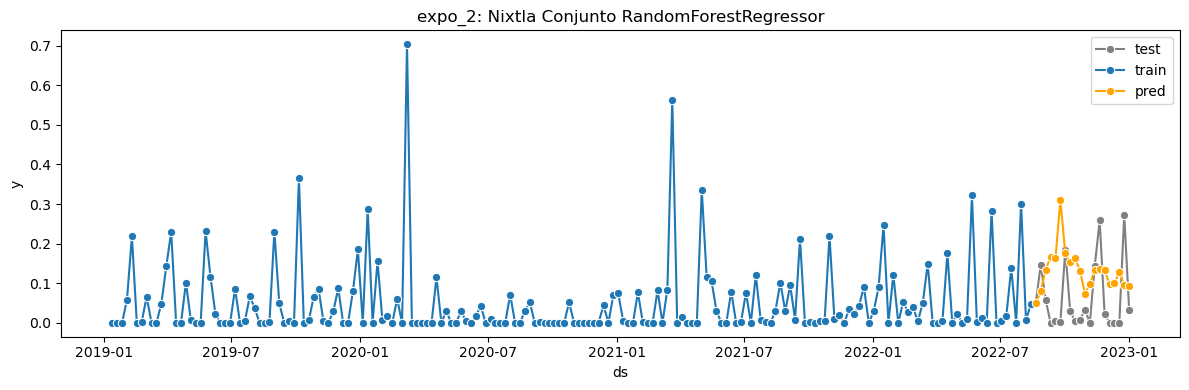 expo_2: Nixtla Conjunto RandomForestRegressor
test
train
pred
y
0.7
0.6
0.5
0.4
0.3
0.2
0.1
0.0
2019-01 2019-07 2020-01 2020-07 2021-01 2021-07 2022-01 2022-07 2023-01
ds